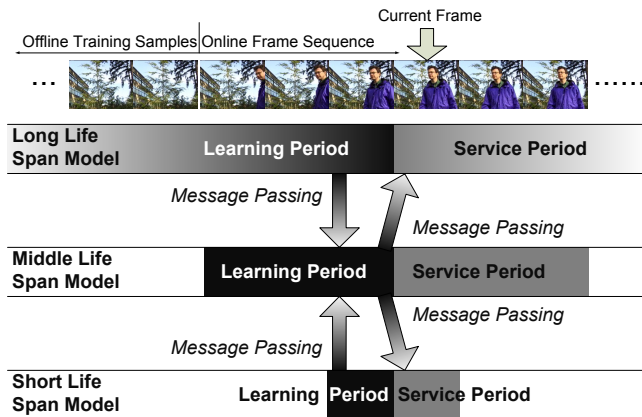 Current Frame
Offline Training Samples
Online Frame Sequence
...
......
Long Life
Span Model
Learning Period
Service Period
Message Passing
Message Passing
Middle Life
Span Model
Learning Period
Service Period
Message Passing
Message Passing
Short Life
Span Model
Learning Period
Service Period